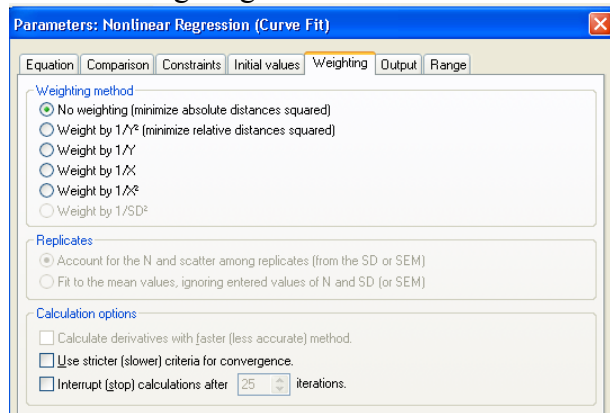 Parameters: Nonlinear Regression (Curve Fit)
Equation Comparison Constraints Initial values Weighting Output Range
Weighting method
No weighting (minimize absolute distances squared)
Weight by 1/Y² (minimize relative distances squared)
Weight by 1/Y
Weight by 1/X
Weight by 1/X²
Weight by 1/SD²
Replicates
Account for the N and scatter among replicates (from the SD or SEM)
Fit to the mean values, ignoring entered values of N and SD (or SEM)
Calculation options
Calculate derivatives with faster (less accurate) method.
Use stricter (slower) criteria for convergence.
Interrupt (stop) calculations after 25 iterations.